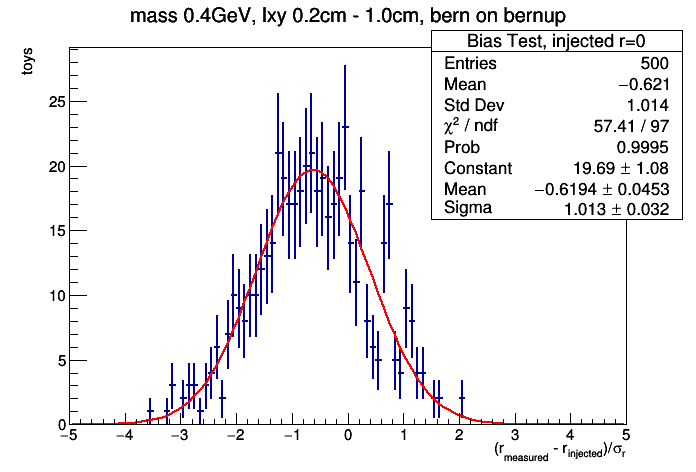 mass 0.4GeV, lxy 0.2cm - 1.0cm, bern on bernup
toys
Bias Test, injected r=0
Entries 500
Mean −0.621
Std Dev 1.014
χ² / ndf 57.41 / 97
Prob 0.9995
Constant 19.69 ± 1.08
Mean −0.6194 ± 0.0453
Sigma 1.013 ± 0.032
25
20
15
10
5
0
−5 −4 −3 −2 −1 0 1 2 3 4 5
(r_measured - r_injected)/σ_r